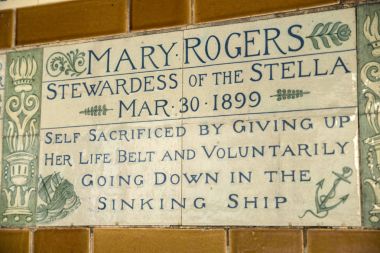 MARY ROGERS
STEWARDESS OF THE STELLA
MAR. 30 · 1899
SELF SACRIFICED BY GIVING UP
HER LIFE BELT AND VOLUNTARILY
GOING DOWN IN THE
SINKING SHIP